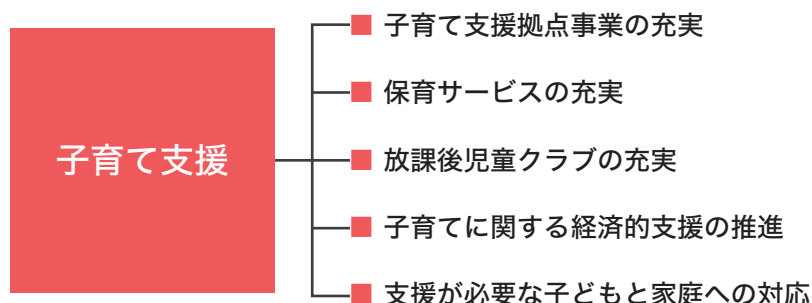 子育て支援
子育て支援拠点事業の充実
保育サービスの充実
放課後児童クラブの充実
子育てに関する経済的支援の推進
支援が必要な子どもと家庭への対応